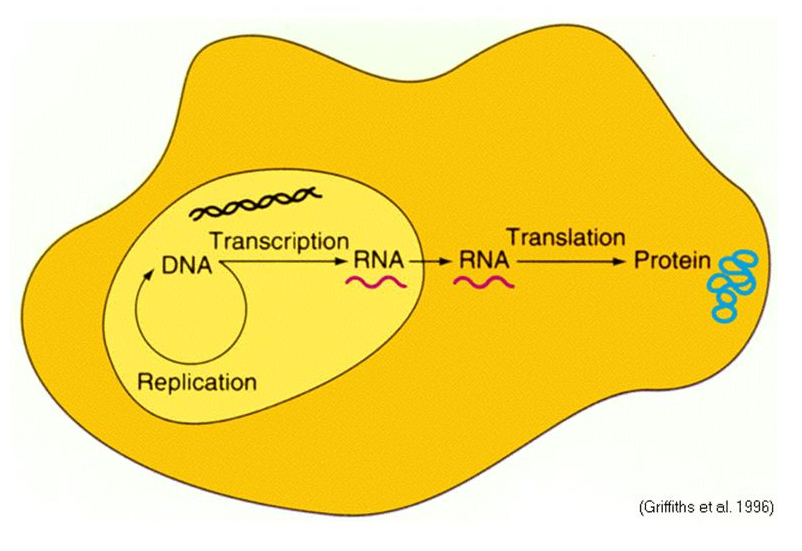 Transcription
Translation
DNA
RNA
RNA
Protein
Replication
(Griffiths et al. 1996)